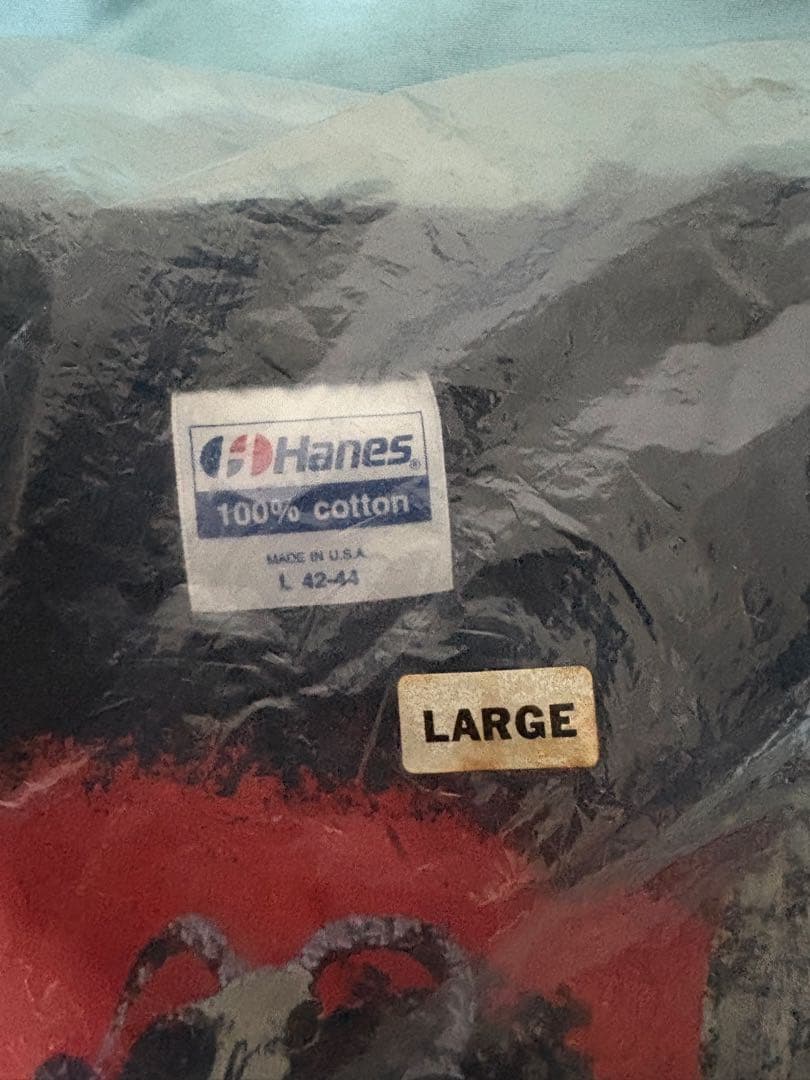 Hanes®
100% cotton
MADE IN U.S.A.
L 42-44
LARGE